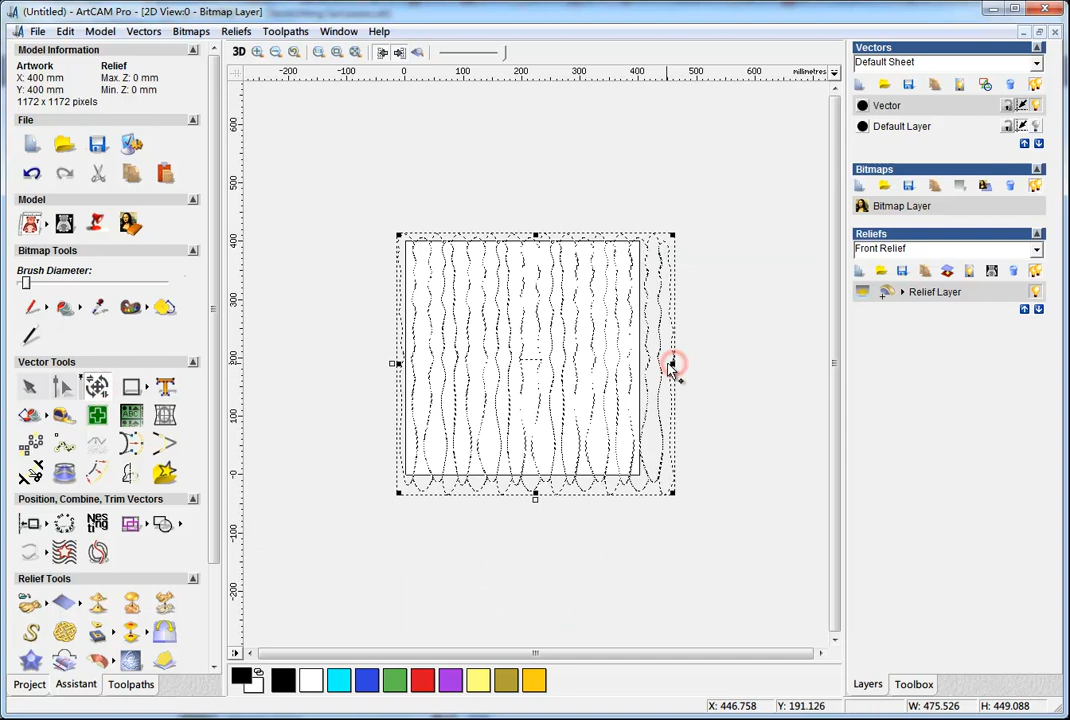 (Untitled) - ArtCAM Pro - [2D View:0 - Bitmap Layer]
File Edit Model Vectors Bitmaps Reliefs Toolpaths Window Help
Model Information
Artwork Relief
X: 400 mm Max. Z: 0 mm
Y: 400 mm Min. Z: 0 mm
1172 x 1172 pixels
File
Model
Bitmap Tools
Brush Diameter:
Vector Tools
Position, Combine, Trim Vectors
Relief Tools
Project Assistant Toolpaths
3D
-200 -100 0 100 200 300 400 500 600 millimetres
600
500
400
300
200
100
-0
-100
-200
Vectors
Default Sheet
Vector
Default Layer
Bitmaps
Bitmap Layer
Reliefs
Front Relief
Relief Layer
Layers Toolbox
X: 446.758 Y: 191.126 W: 475.526 H: 449.088